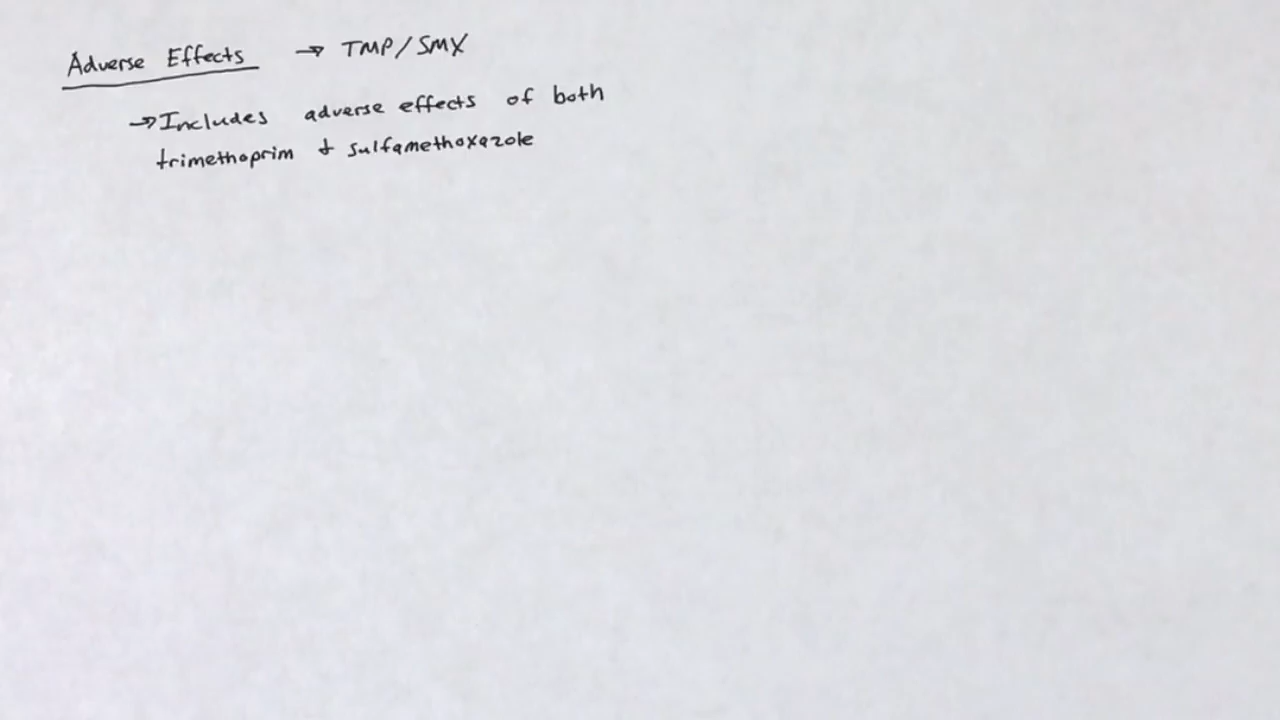 Adverse Effects → TMP/SMX
→ Includes adverse effects of both
trimethoprim & sulfamethoxazole